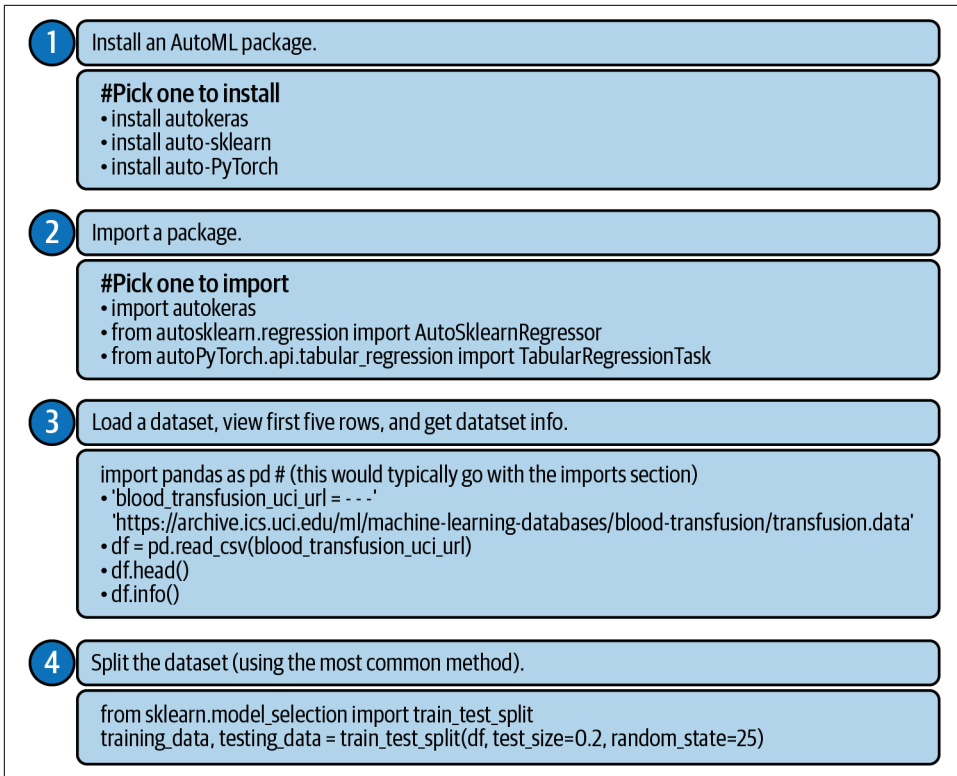 1 Install an AutoML package.
#Pick one to install
• install autokeras
• install auto-sklearn
• install auto-PyTorch
2 Import a package.
#Pick one to import
• import autokeras
• from autosklearn.regression import AutoSklearnRegressor
• from autoPyTorch.api.tabular_regression import TabularRegressionTask
3 Load a dataset, view first five rows, and get datatset info.
import pandas as pd # (this would typically go with the imports section)
• 'blood_transfusion_uci_url = - - -'
'https://archive.ics.uci.edu/ml/machine-learning-databases/blood-transfusion/transfusion.data'
• df = pd.read_csv(blood_transfusion_uci_url)
• df.head()
• df.info()
4 Split the dataset (using the most common method).
from sklearn.model_selection import train_test_split
training_data, testing_data = train_test_split(df, test_size=0.2, random_state=25)